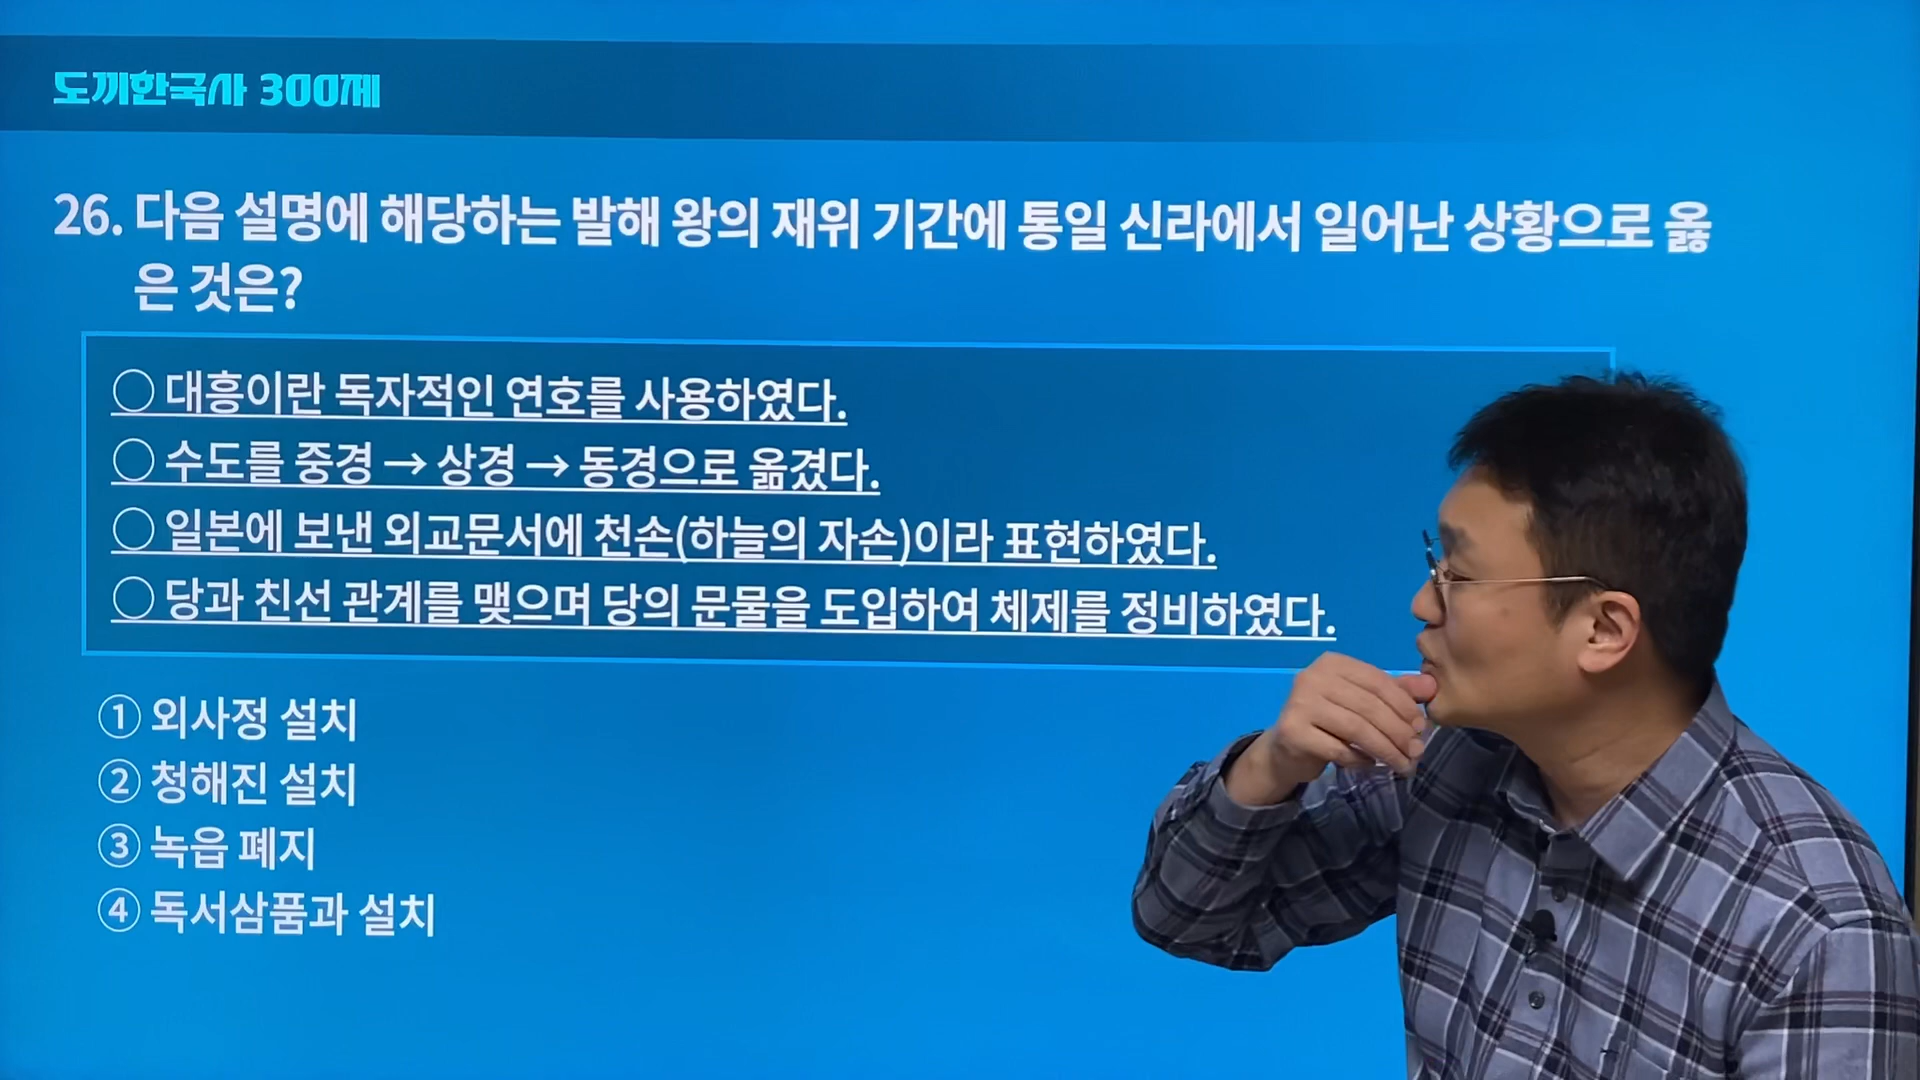 도끼한국사 300제
26. 다음 설명에 해당하는 발해 왕의 재위 기간에 통일 신라에서 일어난 상황으로 옳
은 것은?
○ 대흥이란 독자적인 연호를 사용하였다.
○ 수도를 중경 → 상경 → 동경으로 옮겼다.
○ 일본에 보낸 외교문서에 천손(하늘의 자손)이라 표현하였다.
○ 당과 친선 관계를 맺으며 당의 문물을 도입하여 체제를 정비하였다.
① 외사정 설치
② 청해진 설치
③ 녹읍 폐지
④ 독서삼품과 설치